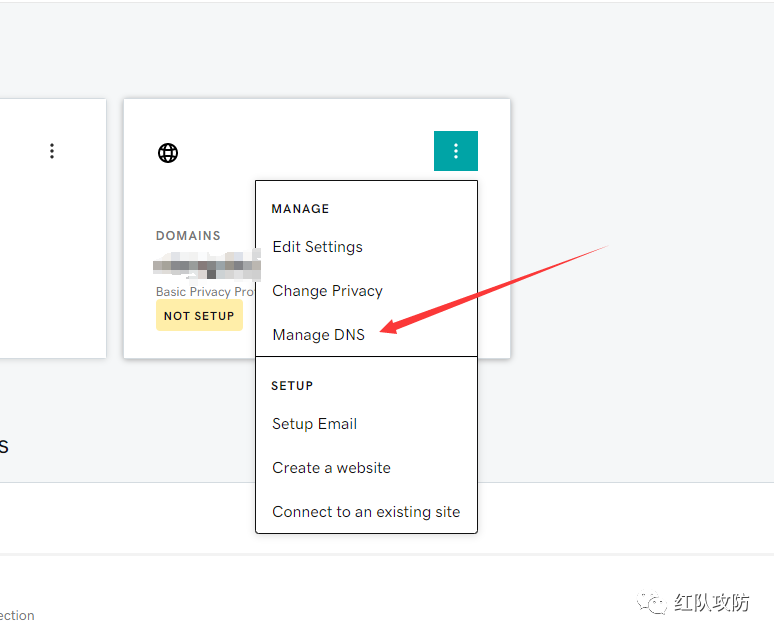 MANAGE
DOMAINS
Edit Settings
Change Privacy
Basic Privacy Pro
NOT SETUP
Manage DNS
SETUP
Setup Email
S
Create a website
Connect to an existing site
红队攻防
ection